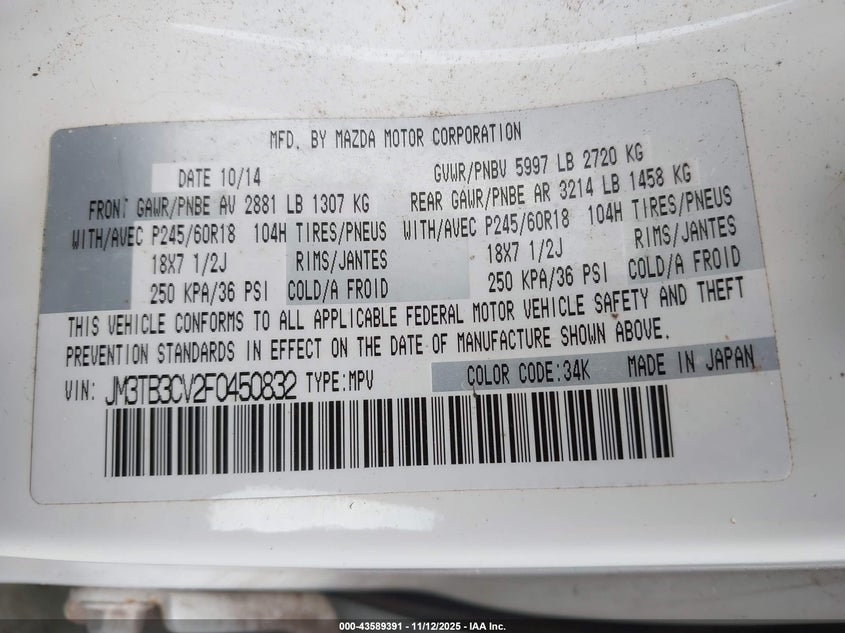 MFD. BY MAZDA MOTOR CORPORATION
DATE 10/14 GVWR/PNBV 5997 LB 2720 KG
FRONT GAWR/PNBE AV 2881 LB 1307 KG REAR GAWR/PNBE AR 3214 LB 1458 KG
WITH/AVEC P245/60R18 104H TIRES/PNEUS WITH/AVEC P245/60R18 104H TIRES/PNEUS
18X7 1/2J RIMS/JANTES 18X7 1/2J RIMS/JANTES
250 KPA/36 PSI COLD/A FROID 250 KPA/36 PSI COLD/A FROID
THIS VEHICLE CONFORMS TO ALL APPLICABLE FEDERAL MOTOR VEHICLE SAFETY AND THEFT
PREVENTION STANDARDS IN EFFECT ON THE DATE OF MANUFACTURE SHOWN ABOVE.
VIN: JM3TB3CV2F0450832 TYPE:MPV COLOR CODE:34K MADE IN JAPAN
000-43589391 - 11/12/2025 - IAA Inc.